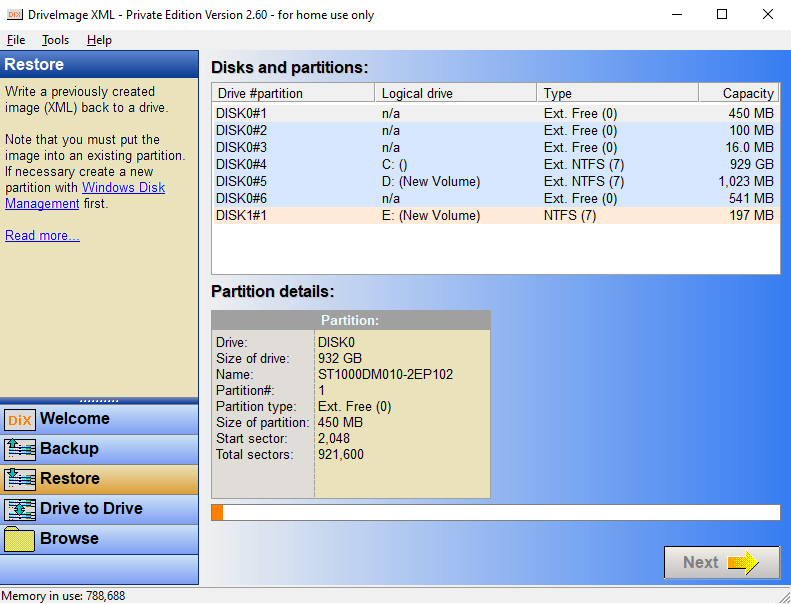 DiX DriveImage XML - Private Edition Version 2.60 - for home use only
File Tools Help
Restore
Write a previously created
image (XML) back to a drive.
Note that you must put the
image into an existing partition.
If necessary create a new
partition with Windows Disk
Management first.
Read more...
DiX Welcome
Backup
Restore
Drive to Drive
Browse
Disks and partitions:
Drive #partition Logical drive Type Capacity
DISK0#1 n/a Ext. Free (0) 450 MB
DISK0#2 n/a Ext. Free (0) 100 MB
DISK0#3 n/a Ext. Free (0) 16.0 MB
DISK0#4 C: () Ext. NTFS (7) 929 GB
DISK0#5 D: (New Volume) Ext. NTFS (7) 1,023 MB
DISK0#6 n/a Ext. Free (0) 541 MB
DISK1#1 E: (New Volume) NTFS (7) 197 MB
Partition details:
Partition:
Drive: DISK0
Size of drive: 932 GB
Name: ST1000DM010-2EP102
Partition#: 1
Partition type: Ext. Free (0)
Size of partition: 450 MB
Start sector: 2,048
Total sectors: 921,600
Next
Memory in use: 788,688